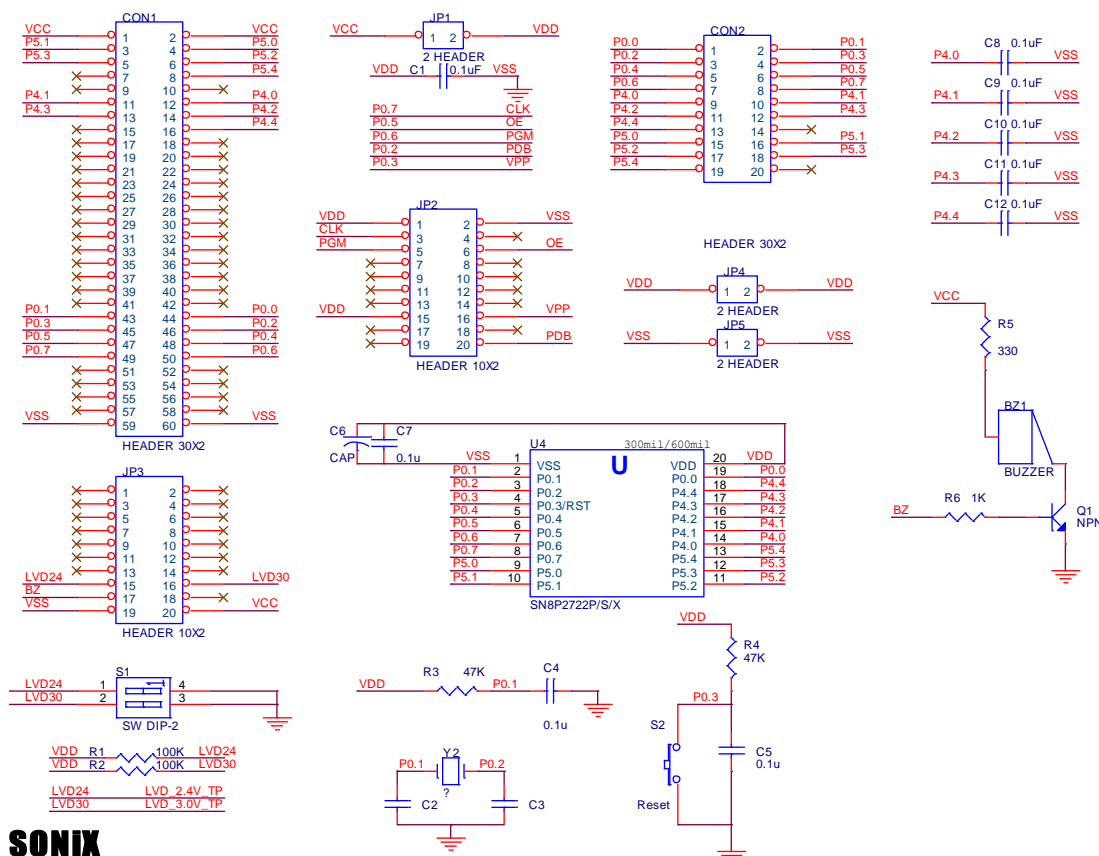 CON1
VCC 1 2 VCC
P5.1 3 4 P5.0
P5.3 5 6 P5.2
7 8 P5.4
9 10
P4.1 11 12 P4.0
P4.3 13 14 P4.2
15 16 P4.4
17 18
19 20
21 22
23 24
25 26
27 28
29 30
31 32
33 34
35 36
37 38
39 40
41 42
P0.1 43 44 P0.0
P0.3 45 46 P0.2
P0.5 47 48 P0.4
P0.7 49 50 P0.6
51 52
53 54
55 56
57 58
VSS 59 60 VSS
HEADER 30X2
JP1
VCC 1 2 VDD
2 HEADER
VDD C1 0.1uF VSS
P0.7 CLK
P0.5 OE
P0.6 PGM
P0.2 PDB
P0.3 VPP
JP2
VDD 1 2 VSS
CLK 3 4
PGM 5 6 OE
7 8
9 10
11 12
13 14
VDD 15 16 VPP
17 18
19 20 PDB
HEADER 10X2
CON2
P0.0 1 2 P0.1
P0.2 3 4 P0.3
P0.4 5 6 P0.5
P0.6 7 8 P0.7
P4.0 9 10 P4.1
P4.2 11 12 P4.3
P4.4 13 14
P5.0 15 16 P5.1
P5.2 17 18 P5.3
P5.4 19 20
HEADER 30X2
JP4
VDD 1 2 VDD
2 HEADER
JP5
VSS 1 2 VSS
2 HEADER
C8 0.1uF
P4.0 VSS
C9 0.1uF
P4.1 VSS
C10 0.1uF
P4.2 VSS
C11 0.1uF
P4.3 VSS
C12 0.1uF
P4.4 VSS
VCC
R5
330
BZ1
BUZZER
BZ R6 1K
Q1
NPN
C6 C7
CAP 0.1u
U4 300mil/600mil
U
VSS 1 VSS VDD 20 VDD
P0.1 2 P0.1 P0.0 19 P0.0
P0.2 3 P0.2 P4.4 18 P4.4
P0.3 4 P0.3/RST P4.3 17 P4.3
P0.4 5 P0.4 P4.2 16 P4.2
P0.5 6 P0.5 P4.1 15 P4.1
P0.6 7 P0.6 P4.0 14 P4.0
P0.7 8 P0.7 P5.4 13 P5.4
P5.0 9 P5.0 P5.3 12 P5.3
P5.1 10 P5.1 P5.2 11 P5.2
SN8P2722P/S/X
JP3
1 2
3 4
5 6
7 8
9 10
11 12
13 14
LVD24 15 16 LVD30
BZ 17 18
VSS 19 20 VCC
HEADER 10X2
S1
LVD24 1 4
LVD30 2 3
SW DIP-2
VDD R1 100K LVD24
VDD R2 100K LVD30
LVD24 LVD_2.4V_TP
LVD30 LVD_3.0V_TP
VDD R3 47K P0.1 C4
0.1u
P0.1 Y2 P0.2
?
C2 C3
VDD
R4
47K
P0.3
S2
C5
0.1u
Reset
SONiX